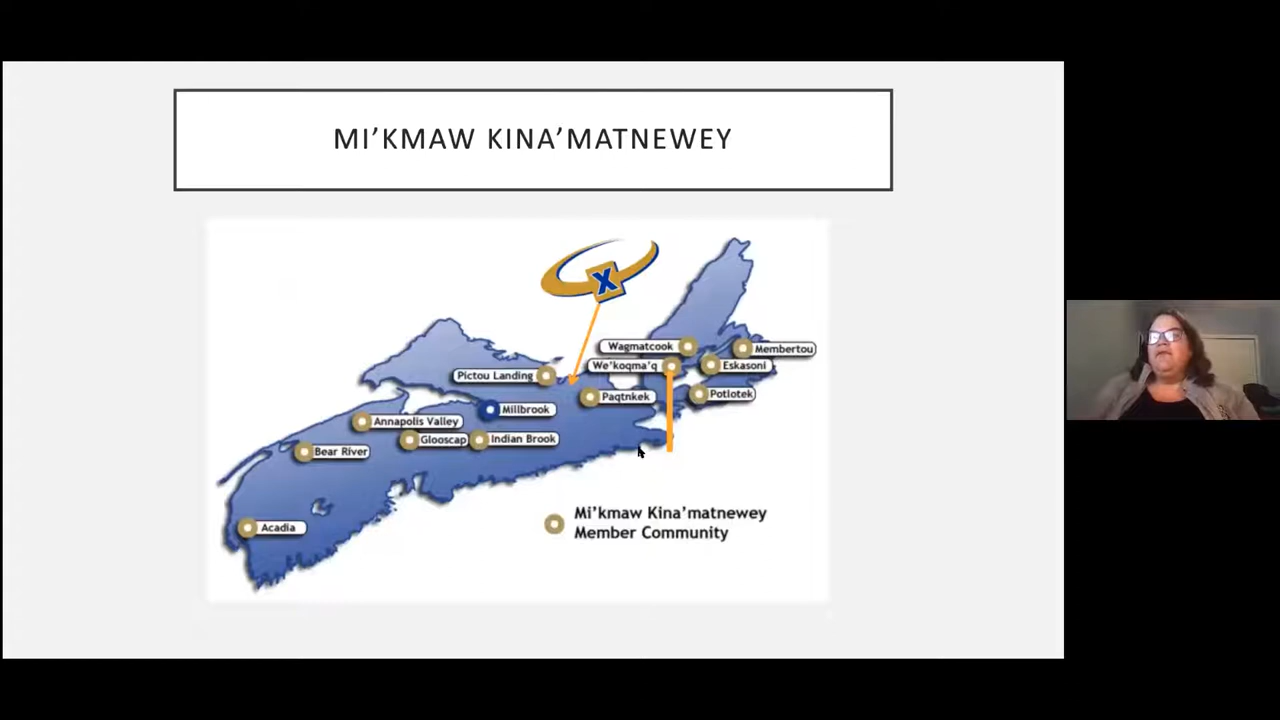 MI’KMAW KINA’MATNEWEY
X
Wagmatcook
Membertou
We’koqma’q
Eskasoni
Pictou Landing
Paqtnkek
Potlotek
Millbrook
Annapolis Valley
Glooscap
Indian Brook
Bear River
Mi’kmaw Kina’matnewey
Member Community
Acadia